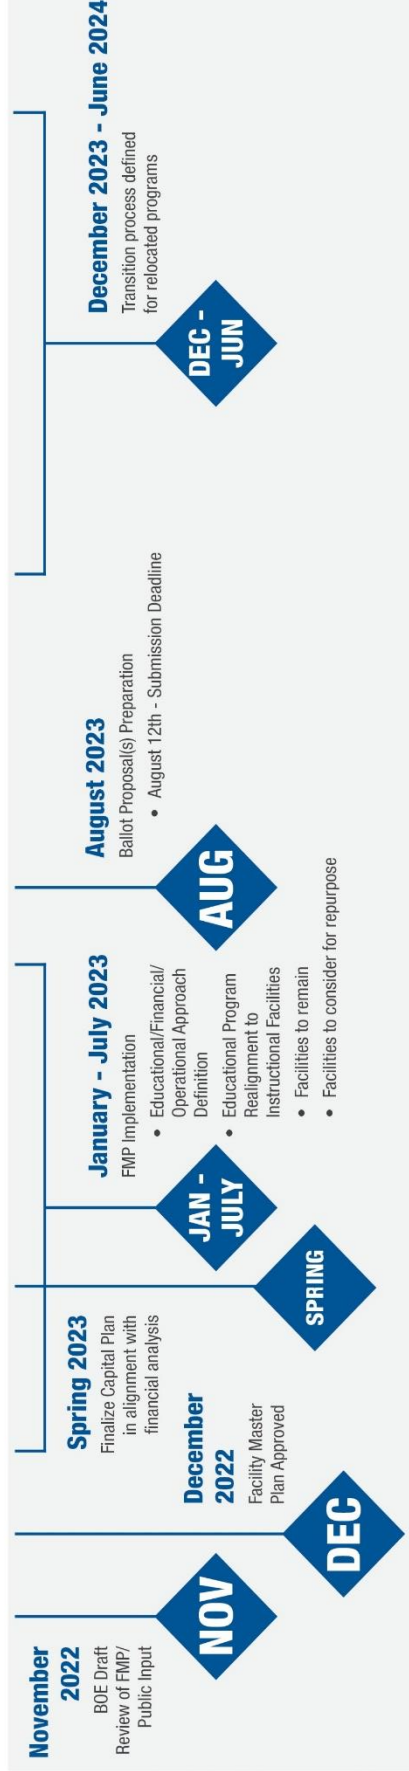 November
2022
BOE Draft
Review of FMP/
Public Input
NOV
December
2022
Facility Master
Plan Approved
DEC
Spring 2023
Finalize Capital Plan
in alignment with
financial analysis
SPRING
January - July 2023
FMP Implementation
• Educational/Financial/
Operational Approach
Definition
• Educational Program
Realignment to
Instructional Facilities
• Facilities to remain
• Facilities to consider for repurpose
JAN -
JULY
August 2023
Ballot Proposal(s) Preparation
• August 12th - Submission Deadline
AUG
December 2023 - June 2024
Transition process defined
for relocated programs
DEC -
JUN